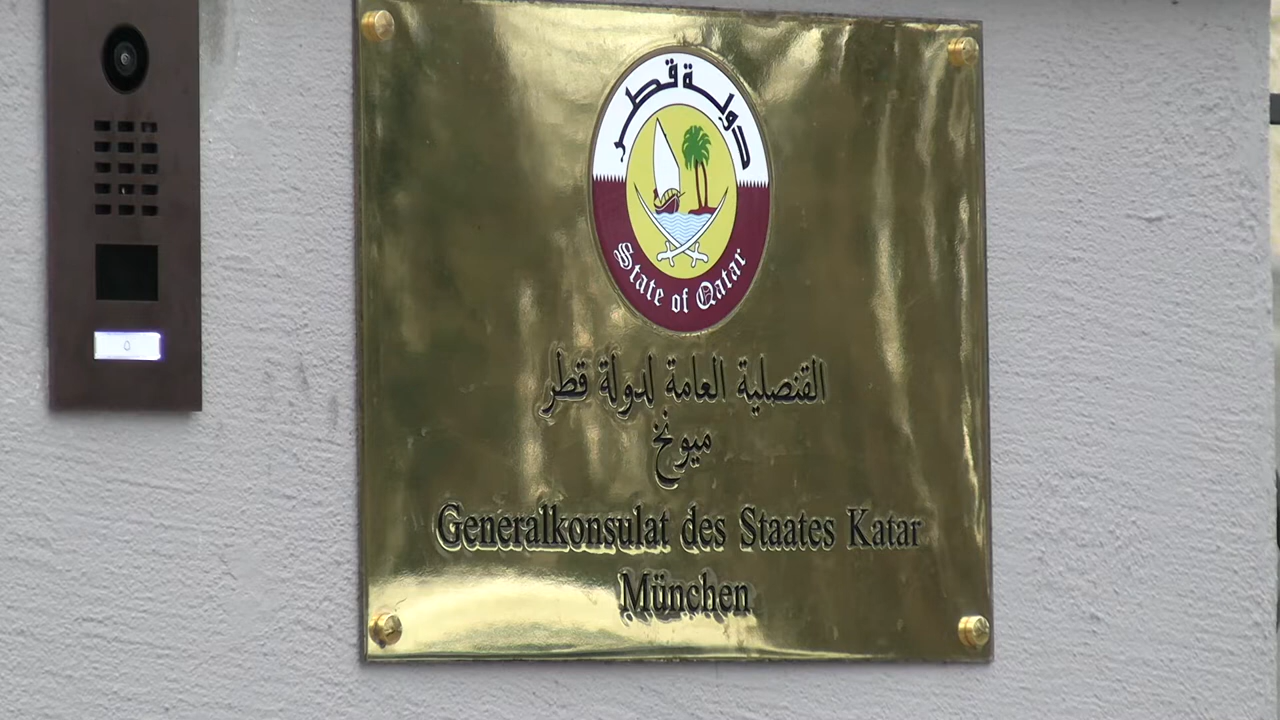 دولة قطر
State of Qatar
القنصلية العامة لدولة قطر
ميونخ
Generalkonsulat des Staates Katar
München